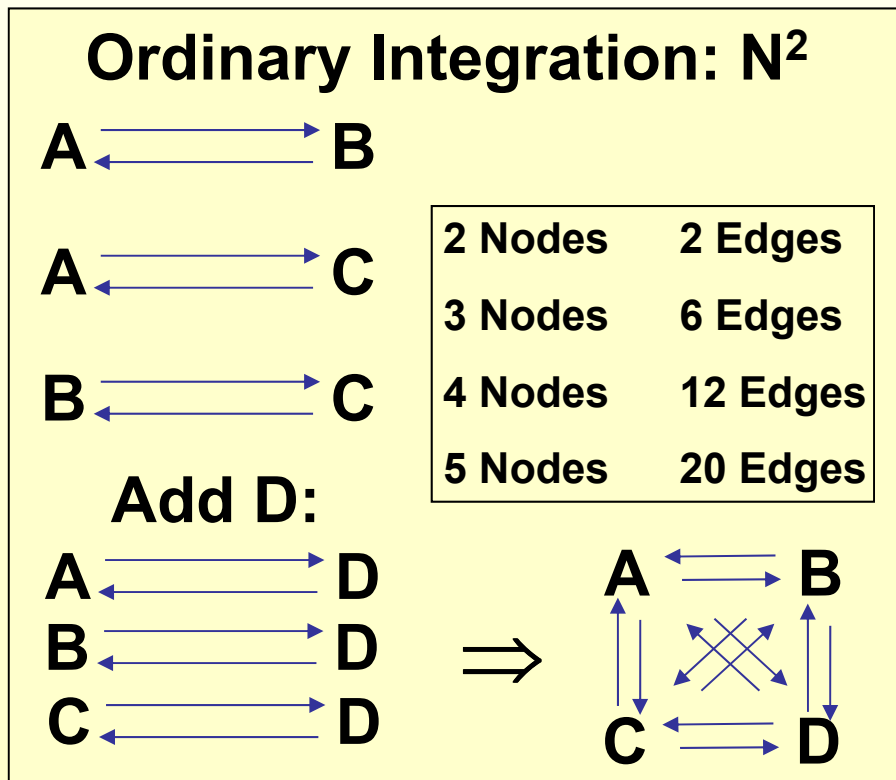 Ordinary Integration: N²
A B
A C
B C
2 Nodes 2 Edges
3 Nodes 6 Edges
4 Nodes 12 Edges
5 Nodes 20 Edges
Add D:
A D
B D
C D
A B
C D